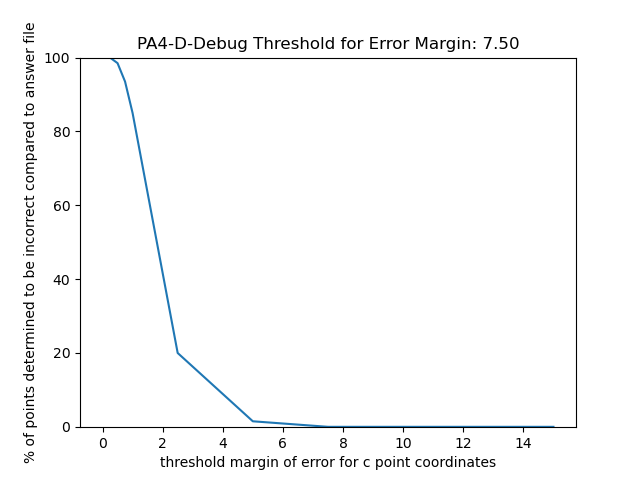 PA4-D-Debug Threshold for Error Margin: 7.50
% of points determined to be incorrect compared to answer file
100
80
60
40
20
0
0 2 4 6 8 10 12 14
threshold margin of error for c point coordinates